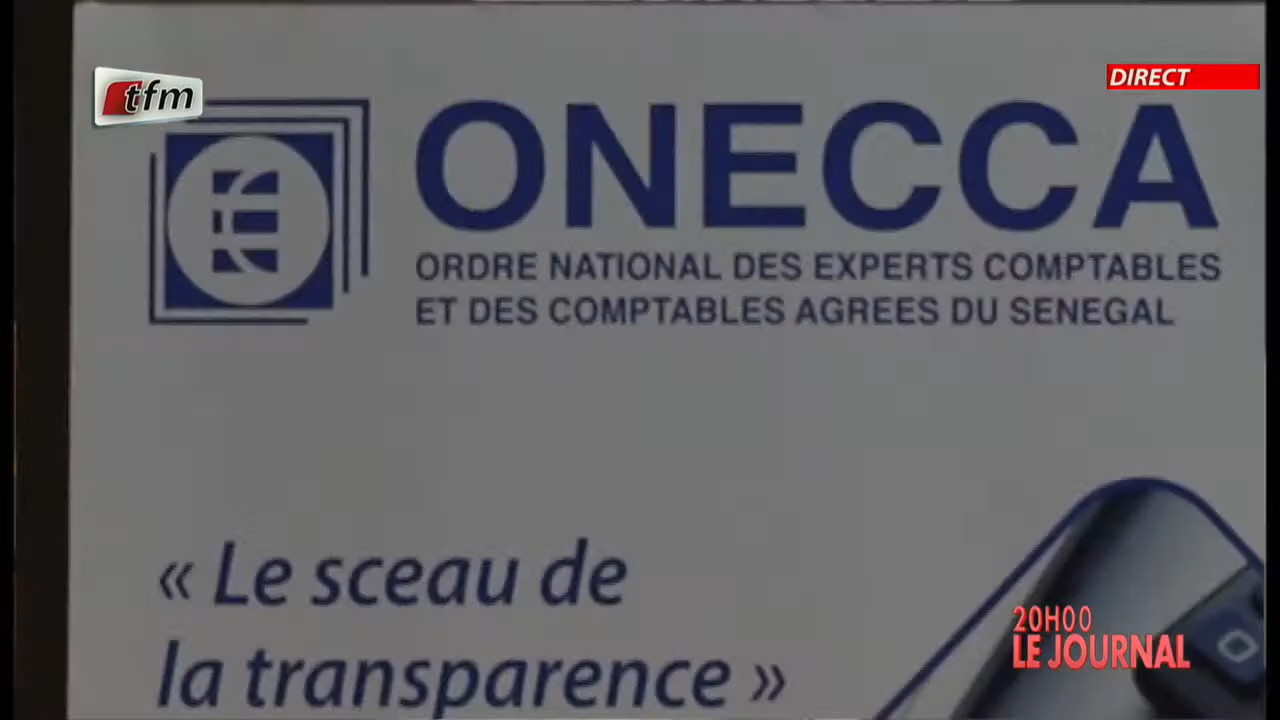 tfm
DIRECT
ONECCA
ORDRE NATIONAL DES EXPERTS COMPTABLES
ET DES COMPTABLES AGREES DU SENEGAL
« Le sceau de
la transparence »
20H00
LE JOURNAL